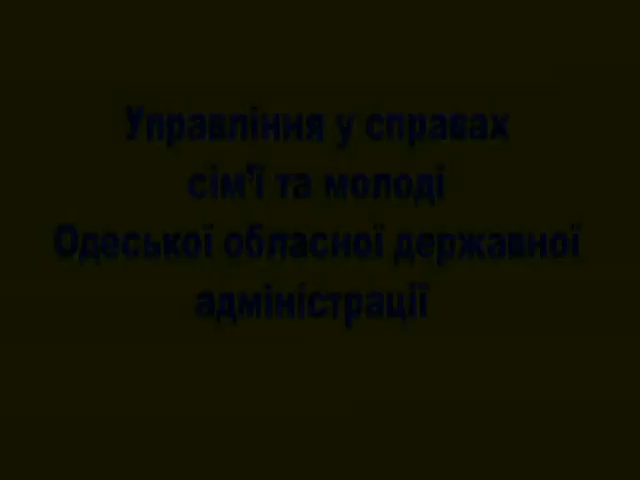 Управління у справах
сім'ї та молоді
Одеської обласної державної
адміністрації